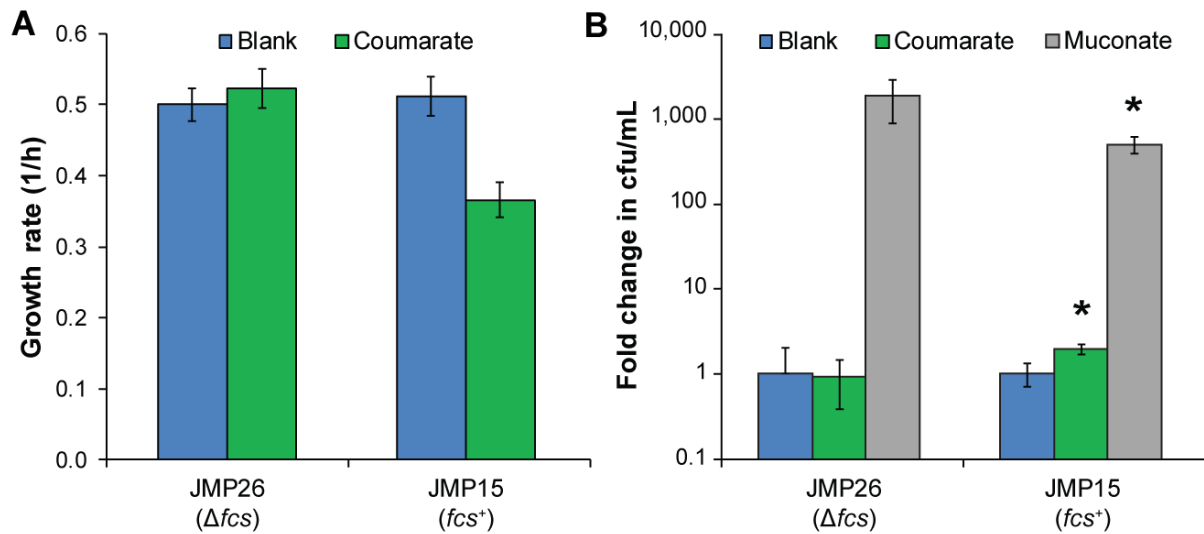 A
Growth rate (1/h)
0.6
0.5
0.4
0.3
0.2
0.1
0.0
Blank Coumarate
JMP26
(Δfcs)
JMP15
(fcs⁺)
B
Fold change in cfu/mL
10,000
1,000
100
10
1
0.1
Blank Coumarate Muconate
*
*
JMP26
(Δfcs)
JMP15
(fcs⁺)